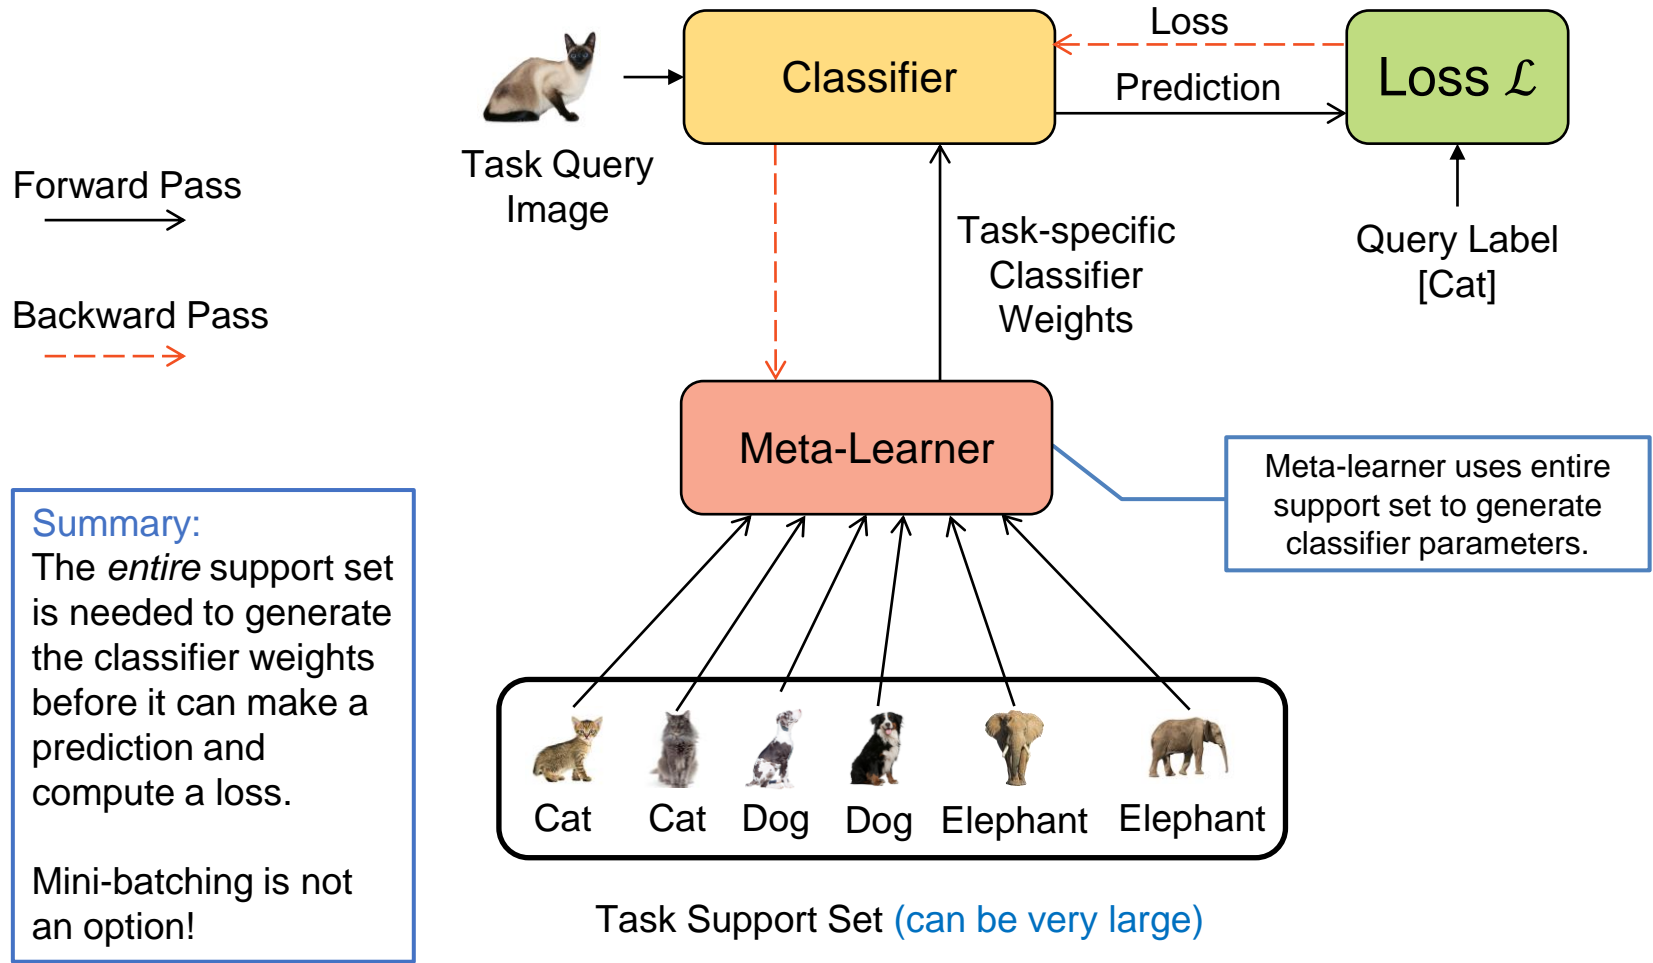 Loss
Classifier
Prediction
Loss ℒ
Task Query
Image
Forward Pass
Backward Pass
Task-specific
Classifier
Weights
Query Label
[Cat]
Meta-Learner
Meta-learner uses entire
support set to generate
classifier parameters.
Summary:
The entire support set
is needed to generate
the classifier weights
before it can make a
prediction and
compute a loss.
Mini-batching is not
an option!
Cat Cat Dog Dog Elephant Elephant
Task Support Set (can be very large)